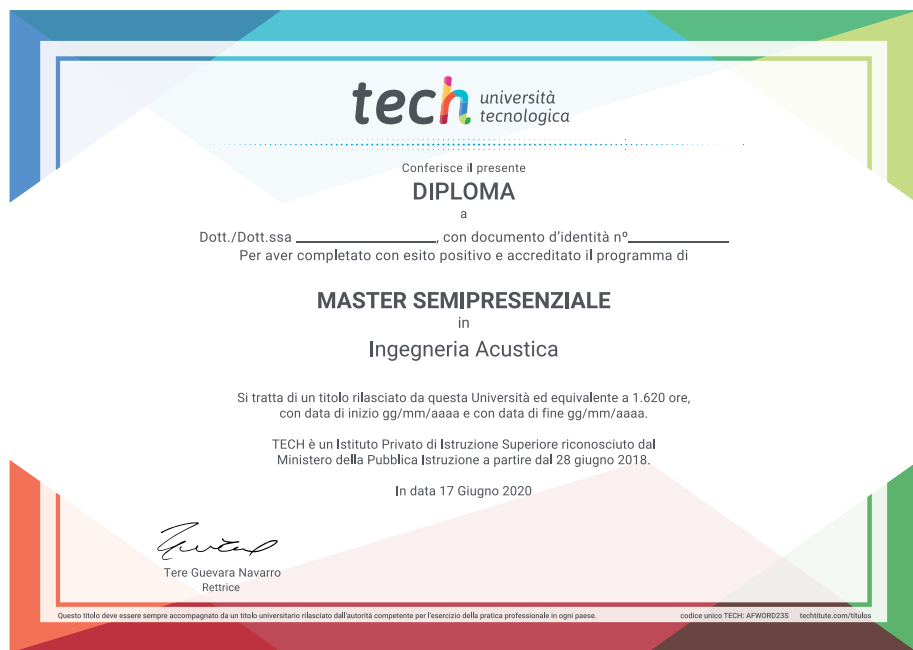 tech università
tecnologica
Conferisce il presente
DIPLOMA
a
Dott./Dott.ssa ____________________, con documento d'identità nº______________
Per aver completato con esito positivo e accreditato il programma di
MASTER SEMIPRESENZIALE
in
Ingegneria Acustica
Si tratta di un titolo rilasciato da questa Università ed equivalente a 1.620 ore,
con data di inizio gg/mm/aaaa e con data di fine gg/mm/aaaa.
TECH è un Istituto Privato di Istruzione Superiore riconosciuto dal
Ministero della Pubblica Istruzione a partire dal 28 giugno 2018.
In data 17 Giugno 2020
Tere Guevara Navarro
Rettrice
Questo titolo deve essere sempre accompagnato da un titolo universitario rilasciato dall'autorità competente per l'esercizio della pratica professionale in ogni paese. codice unico TECH: AFWORD23S techtitute.com/titulos